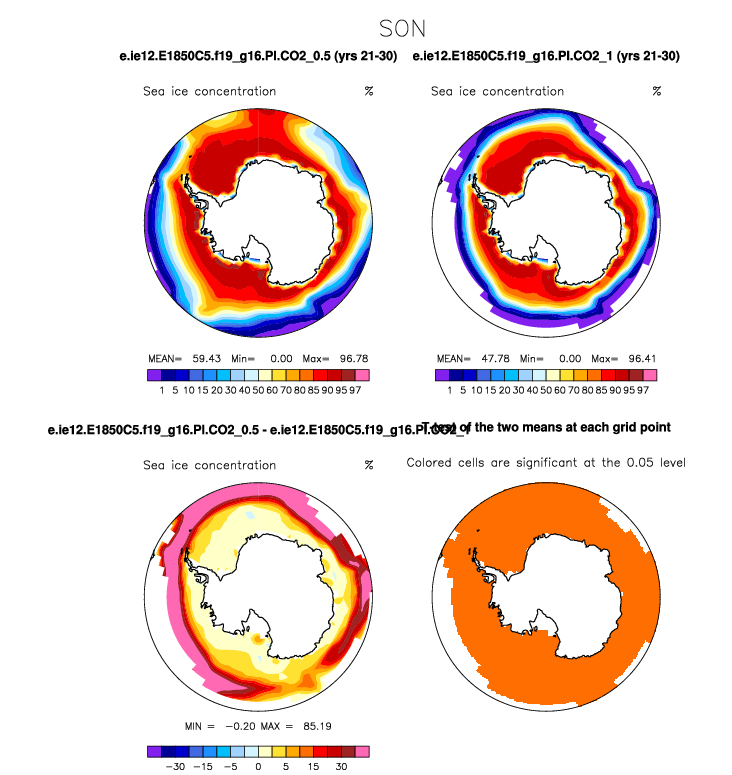 SON
e.ie12.E1850C5.f19_g16.PI.CO2_0.5 (yrs 21-30)
e.ie12.E1850C5.f19_g16.PI.CO2_1 (yrs 21-30)
Sea ice concentration %
Sea ice concentration %
MEAN= 59.43 Min= 0.00 Max= 96.78
MEAN= 47.78 Min= 0.00 Max= 96.41
1 5 10 15 20 30 40 50 60 70 80 85 90 95 97
1 5 10 15 20 30 40 50 60 70 80 85 90 95 97
e.ie12.E1850C5.f19_g16.PI.CO2_0.5 - e.ie12.E1850C5.f19_g16.PI.CO2_1
T-test of the two means at each grid point
Sea ice concentration %
Colored cells are significant at the 0.05 level
MIN = -0.20 MAX = 85.19
-30 -15 -5 0 5 15 30